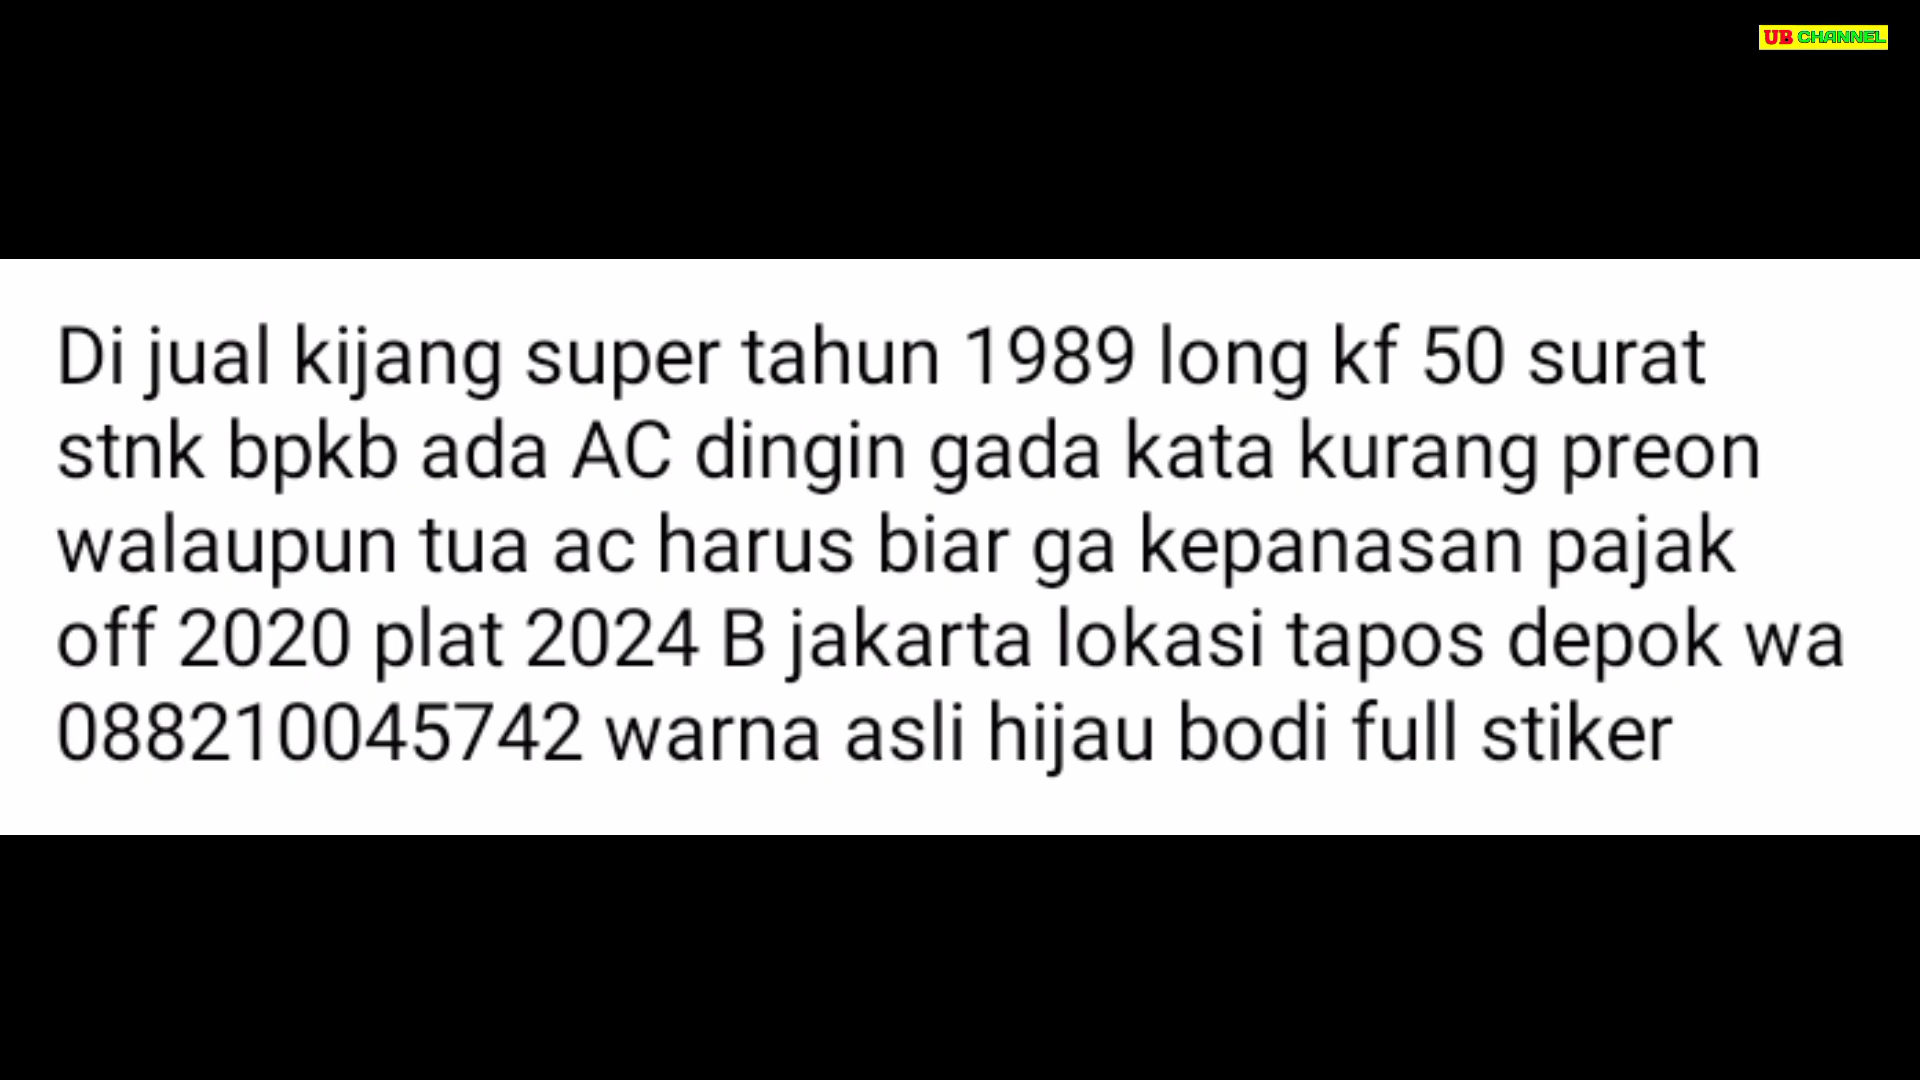 UB CHANNEL
Di jual kijang super tahun 1989 long kf 50 surat
stnk bpkb ada AC dingin gada kata kurang preon
walaupun tua ac harus biar ga kepanasan pajak
off 2020 plat 2024 B jakarta lokasi tapos depok wa
088210045742 warna asli hijau bodi full stiker